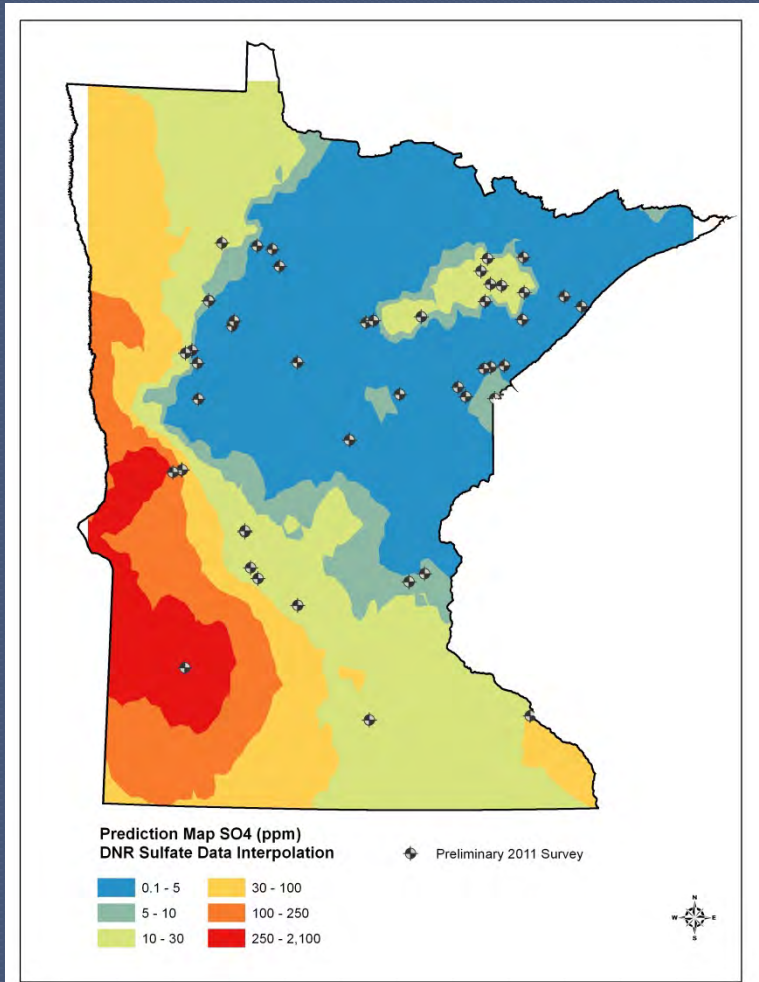 Prediction Map SO4 (ppm)
DNR Sulfate Data Interpolation
Preliminary 2011 Survey
0.1 - 5
30 - 100
5 - 10
100 - 250
10 - 30
250 - 2,100
N
W
E
S